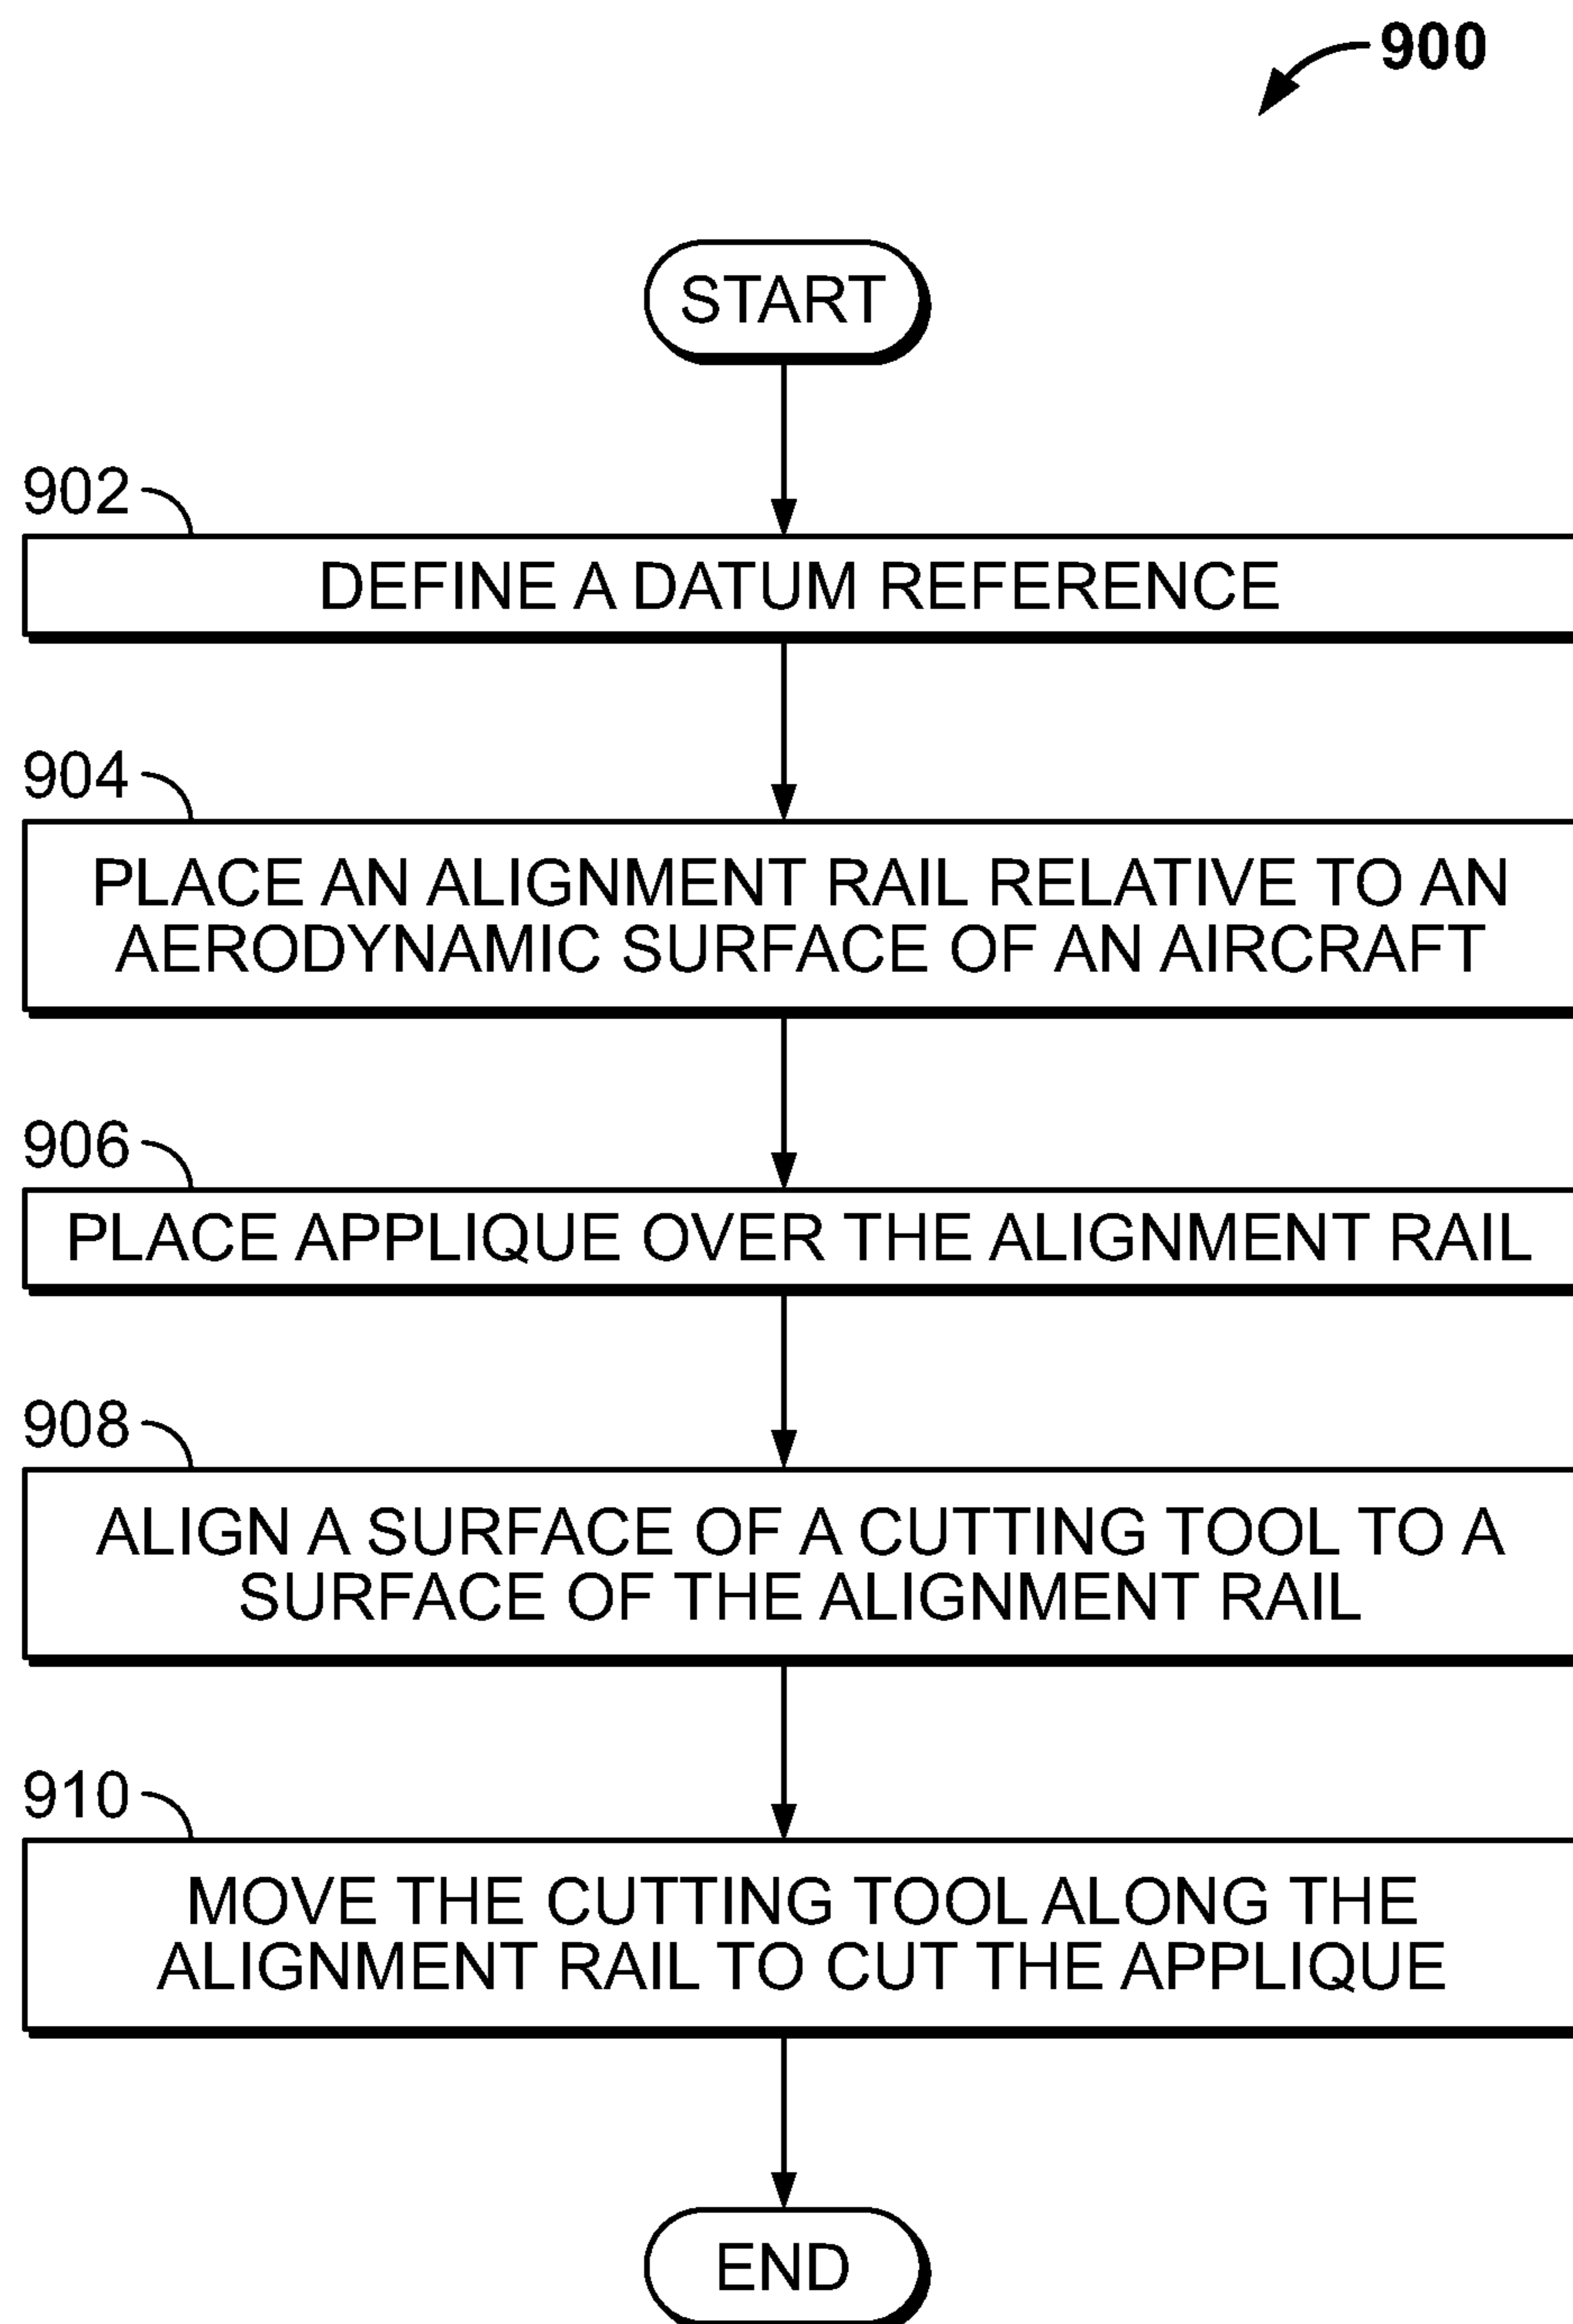 900
START
902
DEFINE A DATUM REFERENCE
904
PLACE AN ALIGNMENT RAIL RELATIVE TO AN
AERODYNAMIC SURFACE OF AN AIRCRAFT
906
PLACE APPLIQUE OVER THE ALIGNMENT RAIL
908
ALIGN A SURFACE OF A CUTTING TOOL TO A
SURFACE OF THE ALIGNMENT RAIL
910
MOVE THE CUTTING TOOL ALONG THE
ALIGNMENT RAIL TO CUT THE APPLIQUE
END